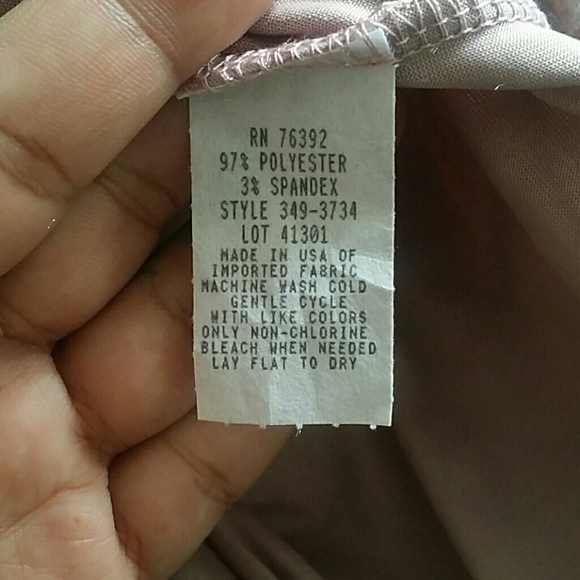 RN 76392
97% POLYESTER
3% SPANDEX
STYLE 349-3734
LOT 41301
MADE IN USA OF
IMPORTED FABRIC
MACHINE WASH COLD
GENTLE CYCLE
WITH LIKE COLORS
ONLY NON-CHLORINE
BLEACH WHEN NEEDED
LAY FLAT TO DRY